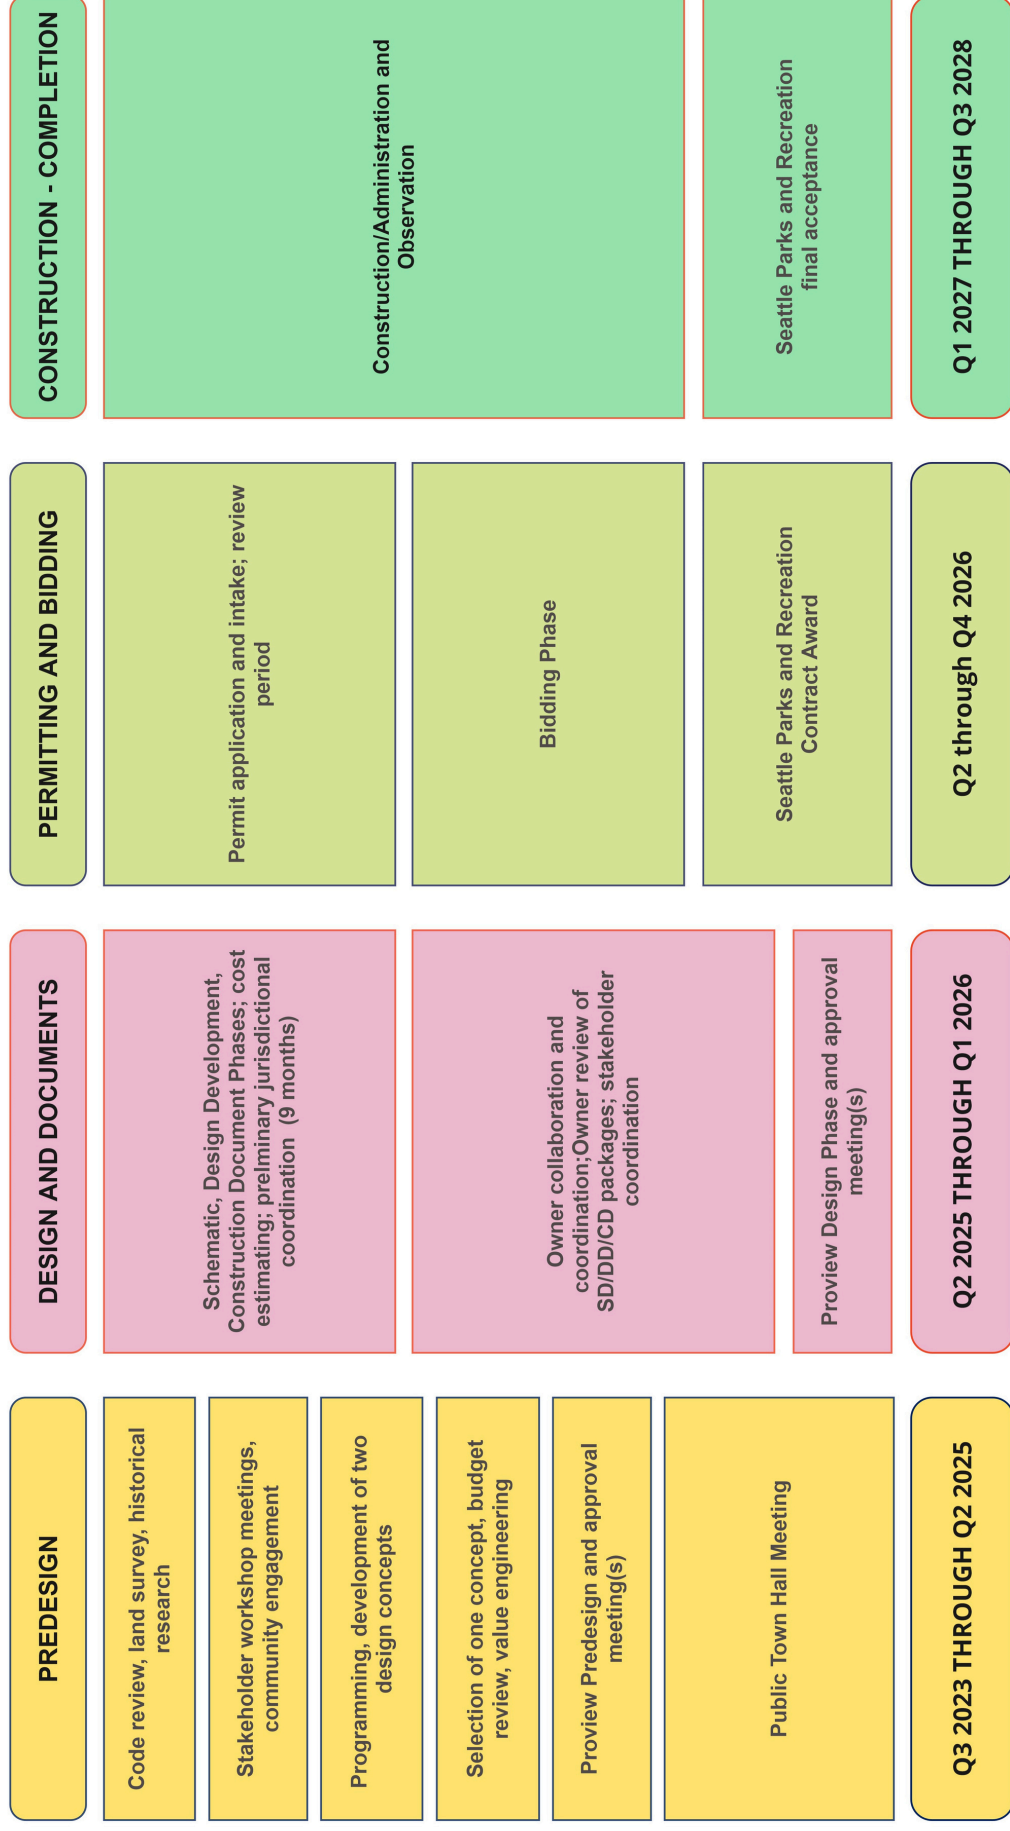 PREDESIGN
Code review, land survey, historical
research
Stakeholder workshop meetings,
community engagement
Programming, development of two
design concepts
Selection of one concept, budget
review, value engineering
Proview Predesign and approval
meeting(s)
Public Town Hall Meeting
Q3 2023 THROUGH Q2 2025
DESIGN AND DOCUMENTS
Schematic, Design Development,
Construction Document Phases; cost
estimating; prelminary jurisdictional
coordination (9 months)
Owner collaboration and
coordination;Owner review of
SD/DD/CD packages; stakeholder
coordination
Proview Design Phase and approval
meeting(s)
Q2 2025 THROUGH Q1 2026
PERMITTING AND BIDDING
Permit application and intake; review
period
Bidding Phase
Seattle Parks and Recreation
Contract Award
Q2 through Q4 2026
CONSTRUCTION - COMPLETION
Construction/Administration and
Observation
Seattle Parks and Recreation
final acceptance
Q1 2027 THROUGH Q3 2028